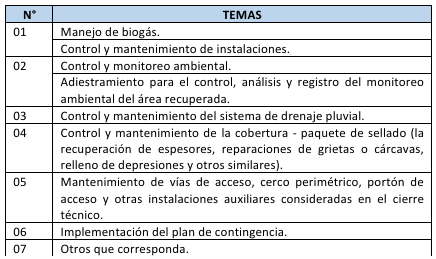 N° TEMAS
01 Manejo de biogás.
Control y mantenimiento de instalaciones.
02 Control y monitoreo ambiental.
Adiestramiento para el control, análisis y registro del monitoreo
ambiental del área recuperada.
03 Control y mantenimiento del sistema de drenaje pluvial.
04 Control y mantenimiento de la cobertura - paquete de sellado (la
recuperación de espesores, reparaciones de grietas o cárcavas,
relleno de depresiones y otros similares).
05 Mantenimiento de vías de acceso, cerco perimétrico, portón de
acceso y otras instalaciones auxiliares consideradas en el cierre
técnico.
06 Implementación del plan de contingencia.
07 Otros que corresponda.